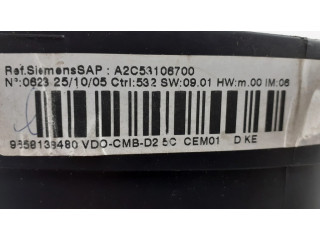 Ref.SiemensSAP : A2C53106700
N°:0623 25/10/05 Ctrl:532 SW:09.01 HW:m.00 IM:06
9658138480 VDO-CMB-D2 5C CEM01 D KE